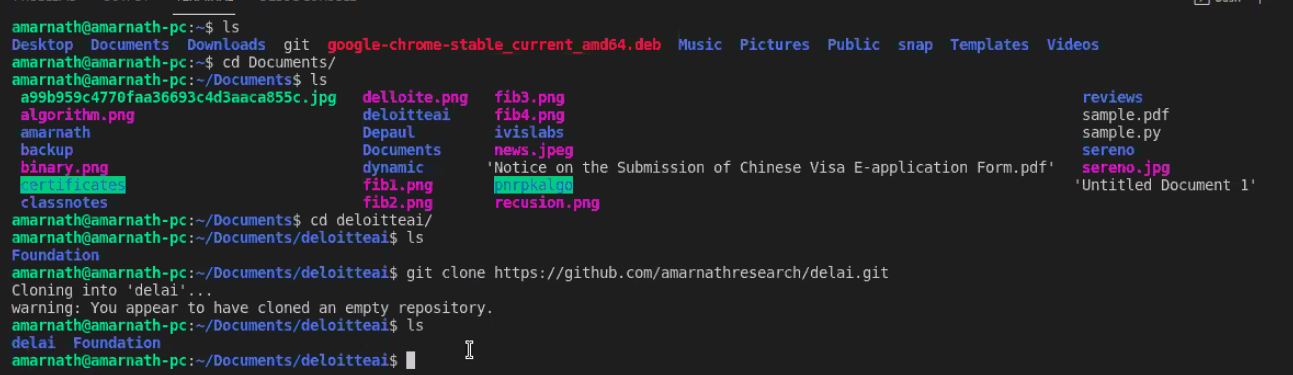 amarnath@amarnath-pc:~$ ls
Desktop Documents Downloads git google-chrome-stable_current_amd64.deb Music Pictures Public snap Templates Videos
amarnath@amarnath-pc:~$ cd Documents/
amarnath@amarnath-pc:~/Documents$ ls
a99b959c4770faa36693c4d3aaca855c.jpg delloite.png fib3.png reviews
algorithm.png deloitteai fib4.png sample.pdf
amarnath Depaul ivislabs sample.py
backup Documents news.jpeg sereno
binary.png dynamic 'Notice on the Submission of Chinese Visa E-application Form.pdf' sereno.jpg
certificates fib1.png pnrpkalgo 'Untitled Document 1'
classnotes fib2.png recusion.png
amarnath@amarnath-pc:~/Documents$ cd deloitteai/
amarnath@amarnath-pc:~/Documents/deloitteai$ ls
Foundation
amarnath@amarnath-pc:~/Documents/deloitteai$ git clone https://github.com/amarnathresearch/delai.git
Cloning into 'delai'...
warning: You appear to have cloned an empty repository.
amarnath@amarnath-pc:~/Documents/deloitteai$ ls
delai Foundation
amarnath@amarnath-pc:~/Documents/deloitteai$